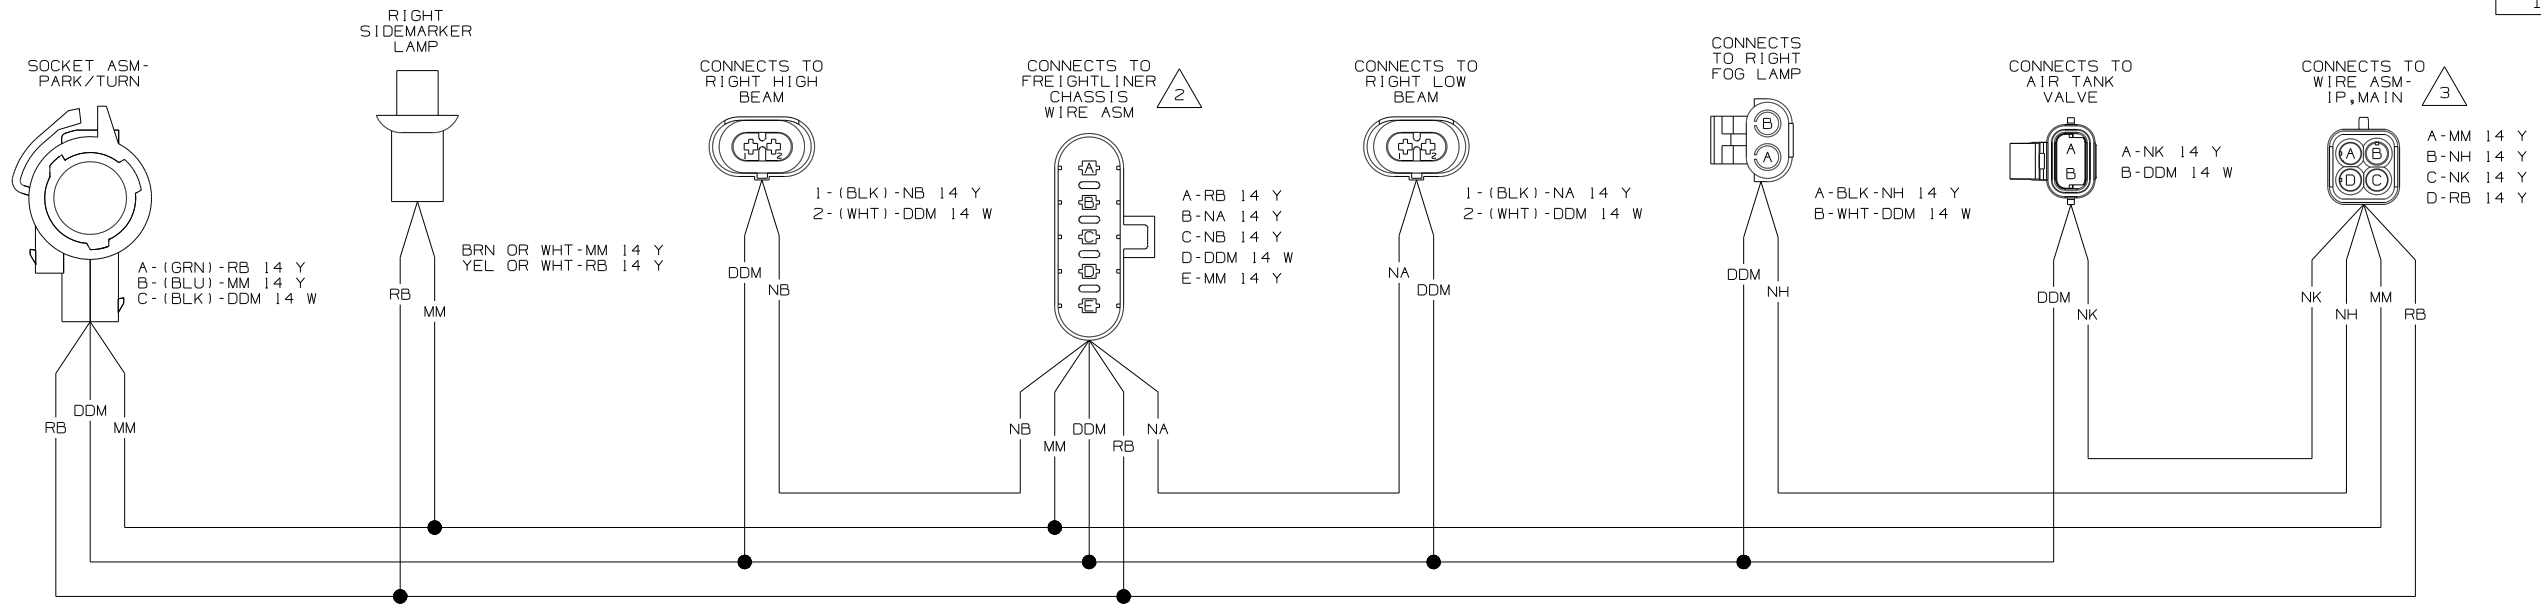 SOCKET ASM-
PARK/TURN
A-(GRN)-RB 14 Y
B-(BLU)-MM 14 Y
C-(BLK)-DDM 14 W
RB
DDM
MM
RIGHT
SIDEMARKER
LAMP
BRN OR WHT-MM 14 Y
YEL OR WHT-RB 14 Y
RB
MM
CONNECTS TO
RIGHT HIGH
BEAM
1 2
1-(BLK)-NB 14 Y
2-(WHT)-DDM 14 W
DDM
NB
CONNECTS TO
FREIGHTLINER
CHASSIS
WIRE ASM
2
A
B
C
D
E
A-RB 14 Y
B-NA 14 Y
C-NB 14 Y
D-DDM 14 W
E-MM 14 Y
NB
MM
DDM
RB
NA
CONNECTS TO
RIGHT LOW
BEAM
1 2
1-(BLK)-NA 14 Y
2-(WHT)-DDM 14 W
NA
DDM
CONNECTS
TO RIGHT
FOG LAMP
B
A
A-BLK-NH 14 Y
B-WHT-DDM 14 W
DDM
NH
CONNECTS TO
AIR TANK
VALVE
A
B
A-NK 14 Y
B-DDM 14 W
DDM
NK
CONNECTS TO
WIRE ASM-
IP,MAIN
3
A B
D C
A-MM 14 Y
B-NH 14 Y
C-NK 14 Y
D-RB 14 Y
NK
NH
MM
RB